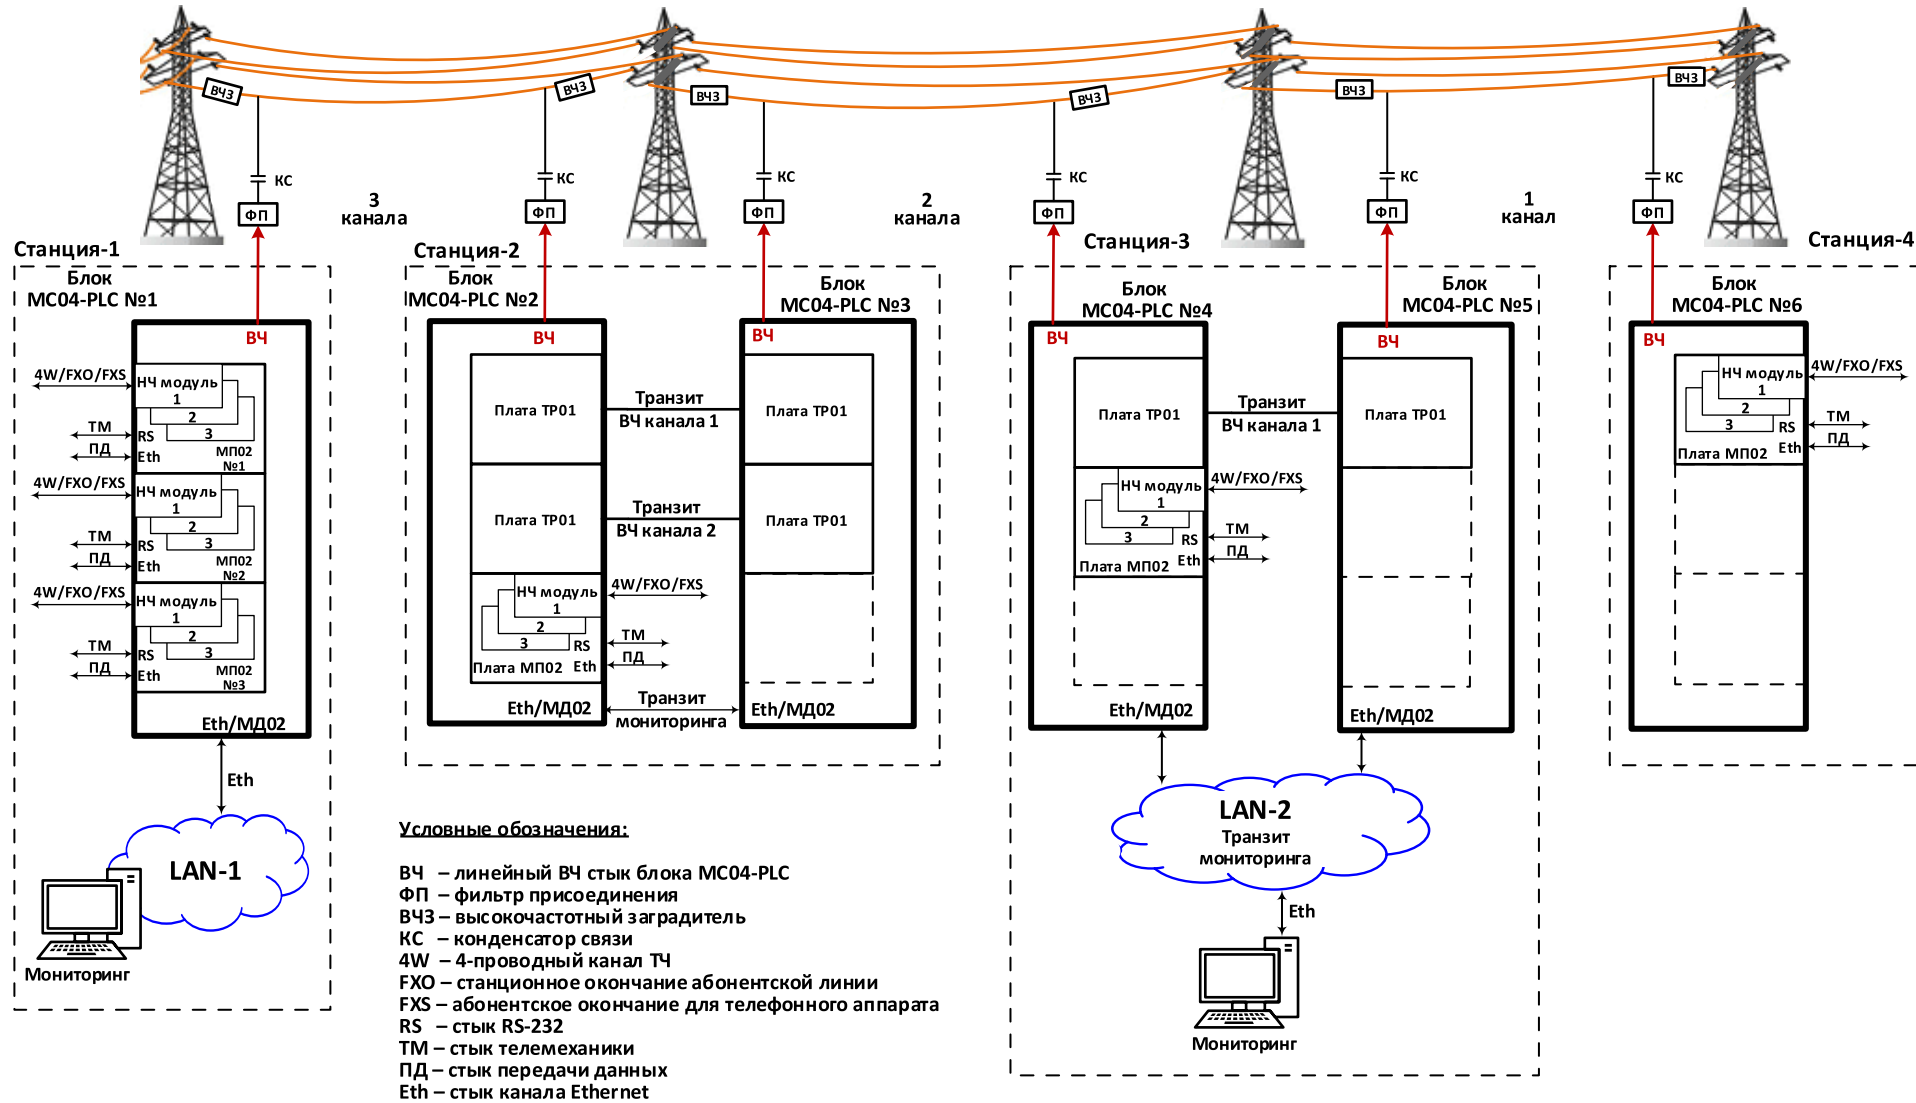 ВЧЗ
ВЧЗ
ВЧЗ
ВЧЗ
ВЧЗ
ВЧЗ
КС
КС
КС
КС
КС
КС
ФП
ФП
ФП
ФП
ФП
ФП
3
канала
2
канала
1
канал
Станция-1
Блок
МС04-PLC №1
ВЧ
4W/FXO/FXS
НЧ модуль
1
2
3
ТМ
RS
ПД
Eth
МП02
№1
4W/FXO/FXS
НЧ модуль
1
2
3
ТМ
RS
ПД
Eth
МП02
№2
4W/FXO/FXS
НЧ модуль
1
2
3
ТМ
RS
ПД
Eth
МП02
№3
Eth/МД02
Eth
LAN-1
Мониторинг
Станция-2
Блок
МС04-PLC №2
ВЧ
Плата ТР01
Плата ТР01
НЧ модуль
1
2
3
RS
Плата МП02
Eth
4W/FXO/FXS
ТМ
ПД
Eth/МД02
Транзит
ВЧ канала 1
Транзит
ВЧ канала 2
Транзит
мониторинга
Блок
МС04-PLC №3
ВЧ
Плата ТР01
Плата ТР01
Eth/МД02
Станция-3
Блок
МС04-PLC №4
ВЧ
Плата ТР01
НЧ модуль
1
2
3
RS
Плата МП02
Eth
4W/FXO/FXS
ТМ
ПД
Eth/МД02
Транзит
ВЧ канала 1
Блок
МС04-PLC №5
ВЧ
Плата ТР01
Eth/МД02
LAN-2
Транзит
мониторинга
Eth
Мониторинг
Станция-4
Блок
МС04-PLC №6
ВЧ
НЧ модуль
1
2
3
RS
Плата МП02
Eth
4W/FXO/FXS
ТМ
ПД
Условные обозначения:
ВЧ – линейный ВЧ стык блока МС04-PLC
ФП – фильтр присоединения
ВЧЗ – высокочастотный заградитель
КС – конденсатор связи
4W – 4-проводный канал ТЧ
FXO – станционное окончание абонентской линии
FXS – абонентское окончание для телефонного аппарата
RS – стык RS-232
ТМ – стык телемеханики
ПД – стык передачи данных
Eth – стык канала Ethernet